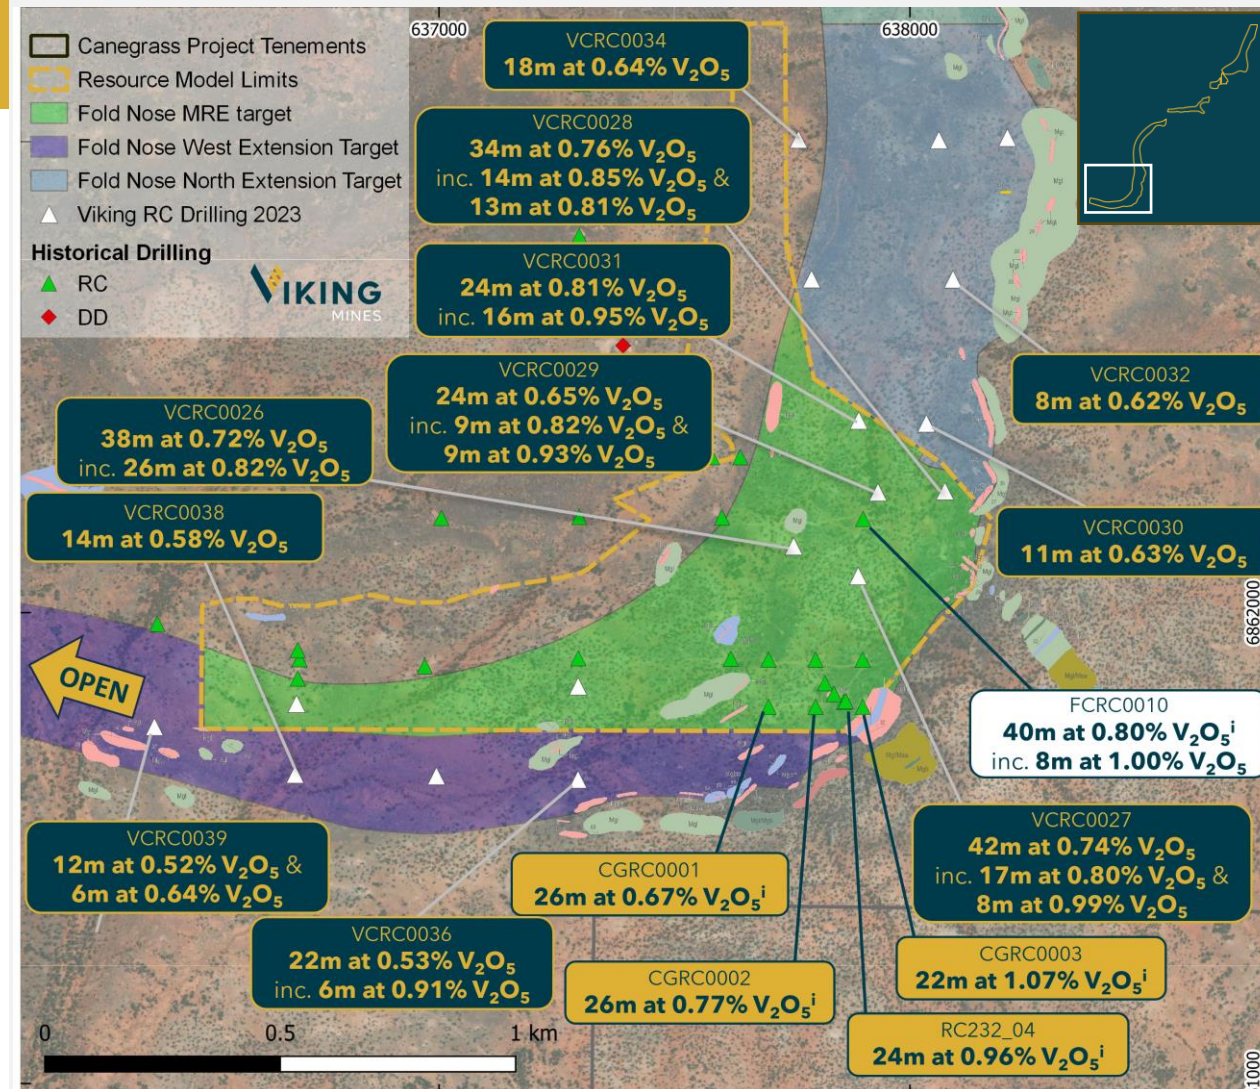 Canegrass Project Tenements
Resource Model Limits
Fold Nose MRE target
Fold Nose West Extension Target
Fold Nose North Extension Target
Viking RC Drilling 2023
Historical Drilling
RC
DD
VIKING
MINES
637000
638000
VCRC0034
18m at 0.64% V₂O₅
VCRC0028
34m at 0.76% V₂O₅
inc. 14m at 0.85% V₂O₅ &
13m at 0.81% V₂O₅
VCRC0031
24m at 0.81% V₂O₅
inc. 16m at 0.95% V₂O₅
VCRC0029
24m at 0.65% V₂O₅
inc. 9m at 0.82% V₂O₅ &
9m at 0.93% V₂O₅
VCRC0032
8m at 0.62% V₂O₅
VCRC0026
38m at 0.72% V₂O₅
inc. 26m at 0.82% V₂O₅
VCRC0038
14m at 0.58% V₂O₅
VCRC0030
11m at 0.63% V₂O₅
6862000
OPEN
FCRC0010
40m at 0.80% V₂O₅ⁱ
inc. 8m at 1.00% V₂O₅
VCRC0039
12m at 0.52% V₂O₅ &
6m at 0.64% V₂O₅
VCRC0027
42m at 0.74% V₂O₅
inc. 17m at 0.80% V₂O₅ &
8m at 0.99% V₂O₅
CGRC0001
26m at 0.67% V₂O₅ⁱ
VCRC0036
22m at 0.53% V₂O₅
inc. 6m at 0.91% V₂O₅
CGRC0002
26m at 0.77% V₂O₅ⁱ
CGRC0003
22m at 1.07% V₂O₅ⁱ
RC232_04
24m at 0.96% V₂O₅ⁱ
0
0.5
1 km